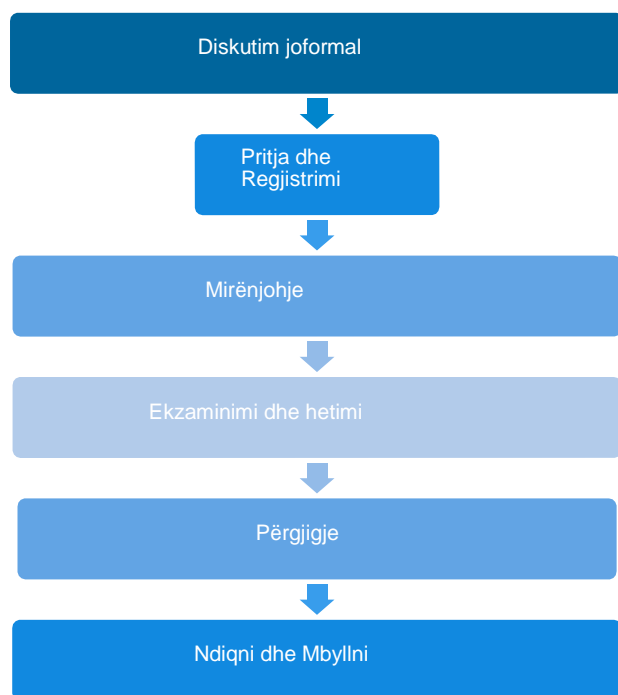 Diskutim joformal
Pritja dhe
Regjistrimi
Mirënjohje
Ekzaminimi dhe hetimi
Përgjigje
Ndiqni dhe Mbyllni